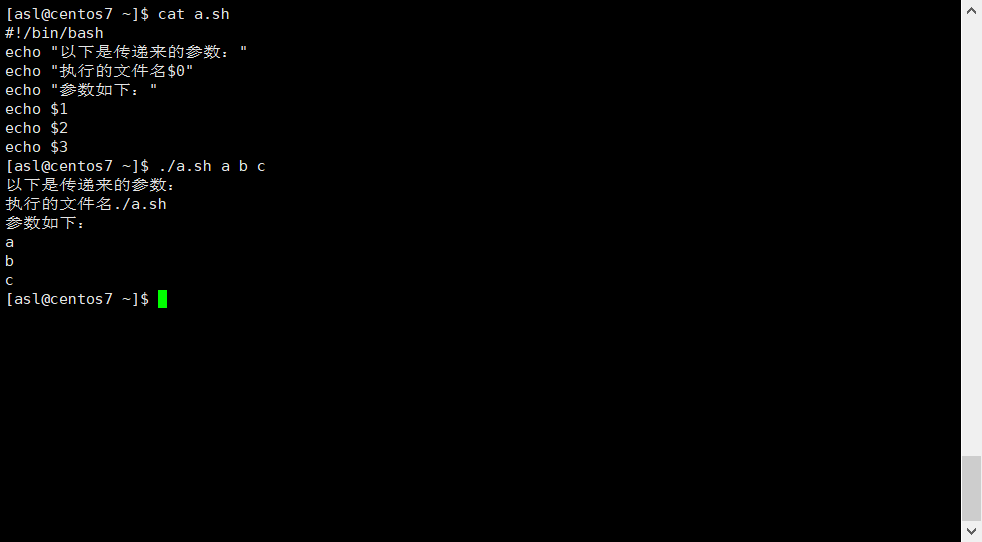 [asl@centos7 ~]$ cat a.sh
#!/bin/bash
echo "以下是传递来的参数："
echo "执行的文件名$0"
echo "参数如下："
echo $1
echo $2
echo $3
[asl@centos7 ~]$ ./a.sh a b c
以下是传递来的参数：
执行的文件名./a.sh
参数如下：
a
b
c
[asl@centos7 ~]$